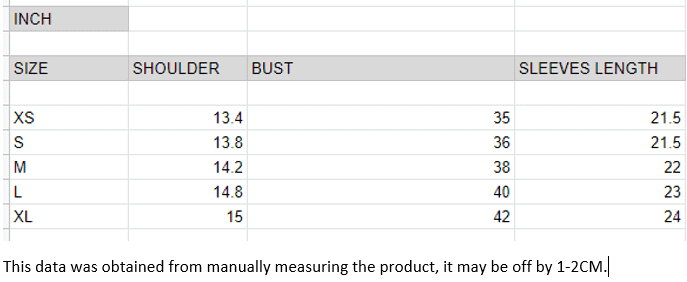 INCH
SIZE SHOULDER BUST SLEEVES LENGTH
XS 13.4 35 21.5
S 13.8 36 21.5
M 14.2 38 22
L 14.8 40 23
XL 15 42 24
This data was obtained from manually measuring the product, it may be off by 1-2CM.